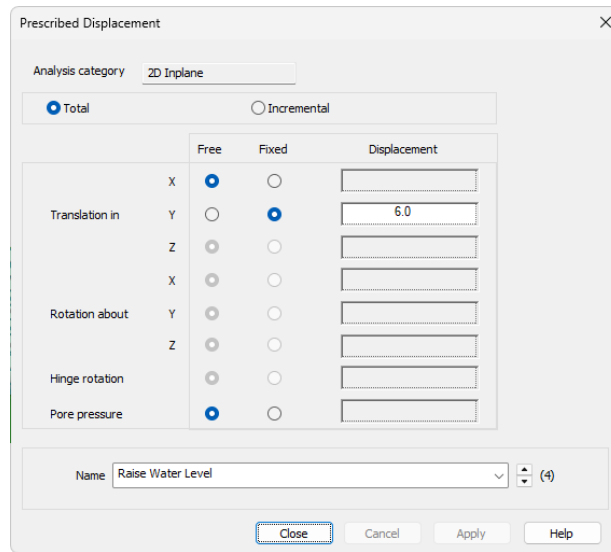 Prescribed Displacement
Analysis category 2D Inplane
Total Incremental
Free Fixed Displacement
X
Translation in Y 6.0
Z
X
Rotation about Y
Z
Hinge rotation
Pore pressure
Name Raise Water Level (4)
Close Cancel Apply Help